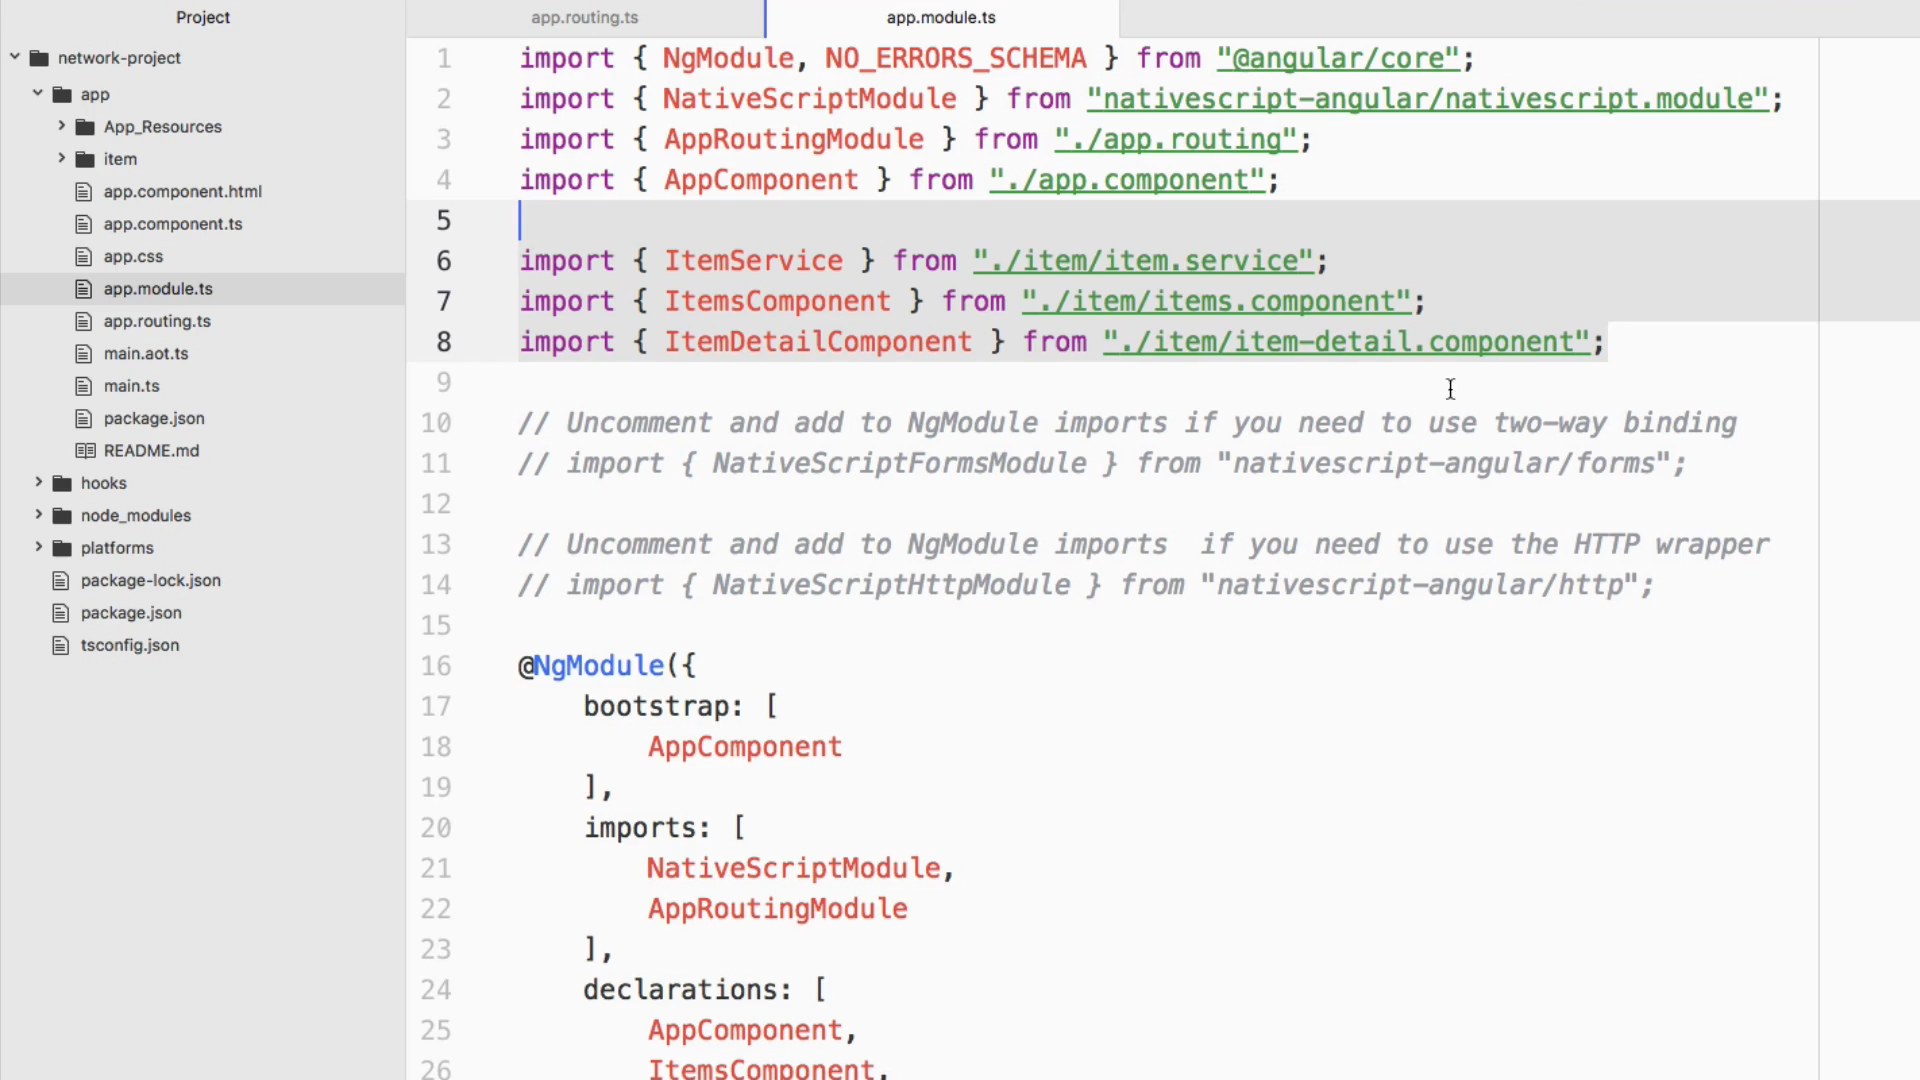 Project
network-project
app
App_Resources
item
app.component.html
app.component.ts
app.css
app.module.ts
app.routing.ts
main.aot.ts
main.ts
package.json
README.md
hooks
node_modules
platforms
package-lock.json
package.json
tsconfig.json
app.routing.ts
app.module.ts
1 import { NgModule, NO_ERRORS_SCHEMA } from "@angular/core";
2 import { NativeScriptModule } from "nativescript-angular/nativescript.module";
3 import { AppRoutingModule } from "./app.routing";
4 import { AppComponent } from "./app.component";
5
6 import { ItemService } from "./item/item.service";
7 import { ItemsComponent } from "./item/items.component";
8 import { ItemDetailComponent } from "./item/item-detail.component";
9
10 // Uncomment and add to NgModule imports if you need to use two-way binding
11 // import { NativeScriptFormsModule } from "nativescript-angular/forms";
12
13 // Uncomment and add to NgModule imports  if you need to use the HTTP wrapper
14 // import { NativeScriptHttpModule } from "nativescript-angular/http";
15
16 @NgModule({
17     bootstrap: [
18         AppComponent
19     ],
20     imports: [
21         NativeScriptModule,
22         AppRoutingModule
23     ],
24     declarations: [
25         AppComponent,
26         ItemsComponent,